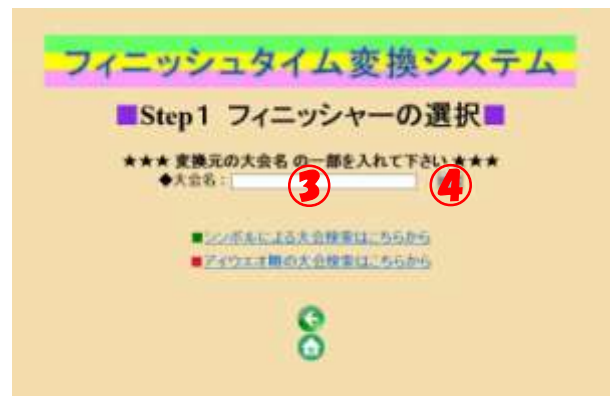 フィニッシュタイム変換システム
■Step1 フィニッシャーの選択■
★★★ 変換元の大会名 の一部を入れて下さい ★★★
◆大会名： ③ ④
■シンボルによる大会検索はこちらから
■アイウエオ順の大会検索はこちらから